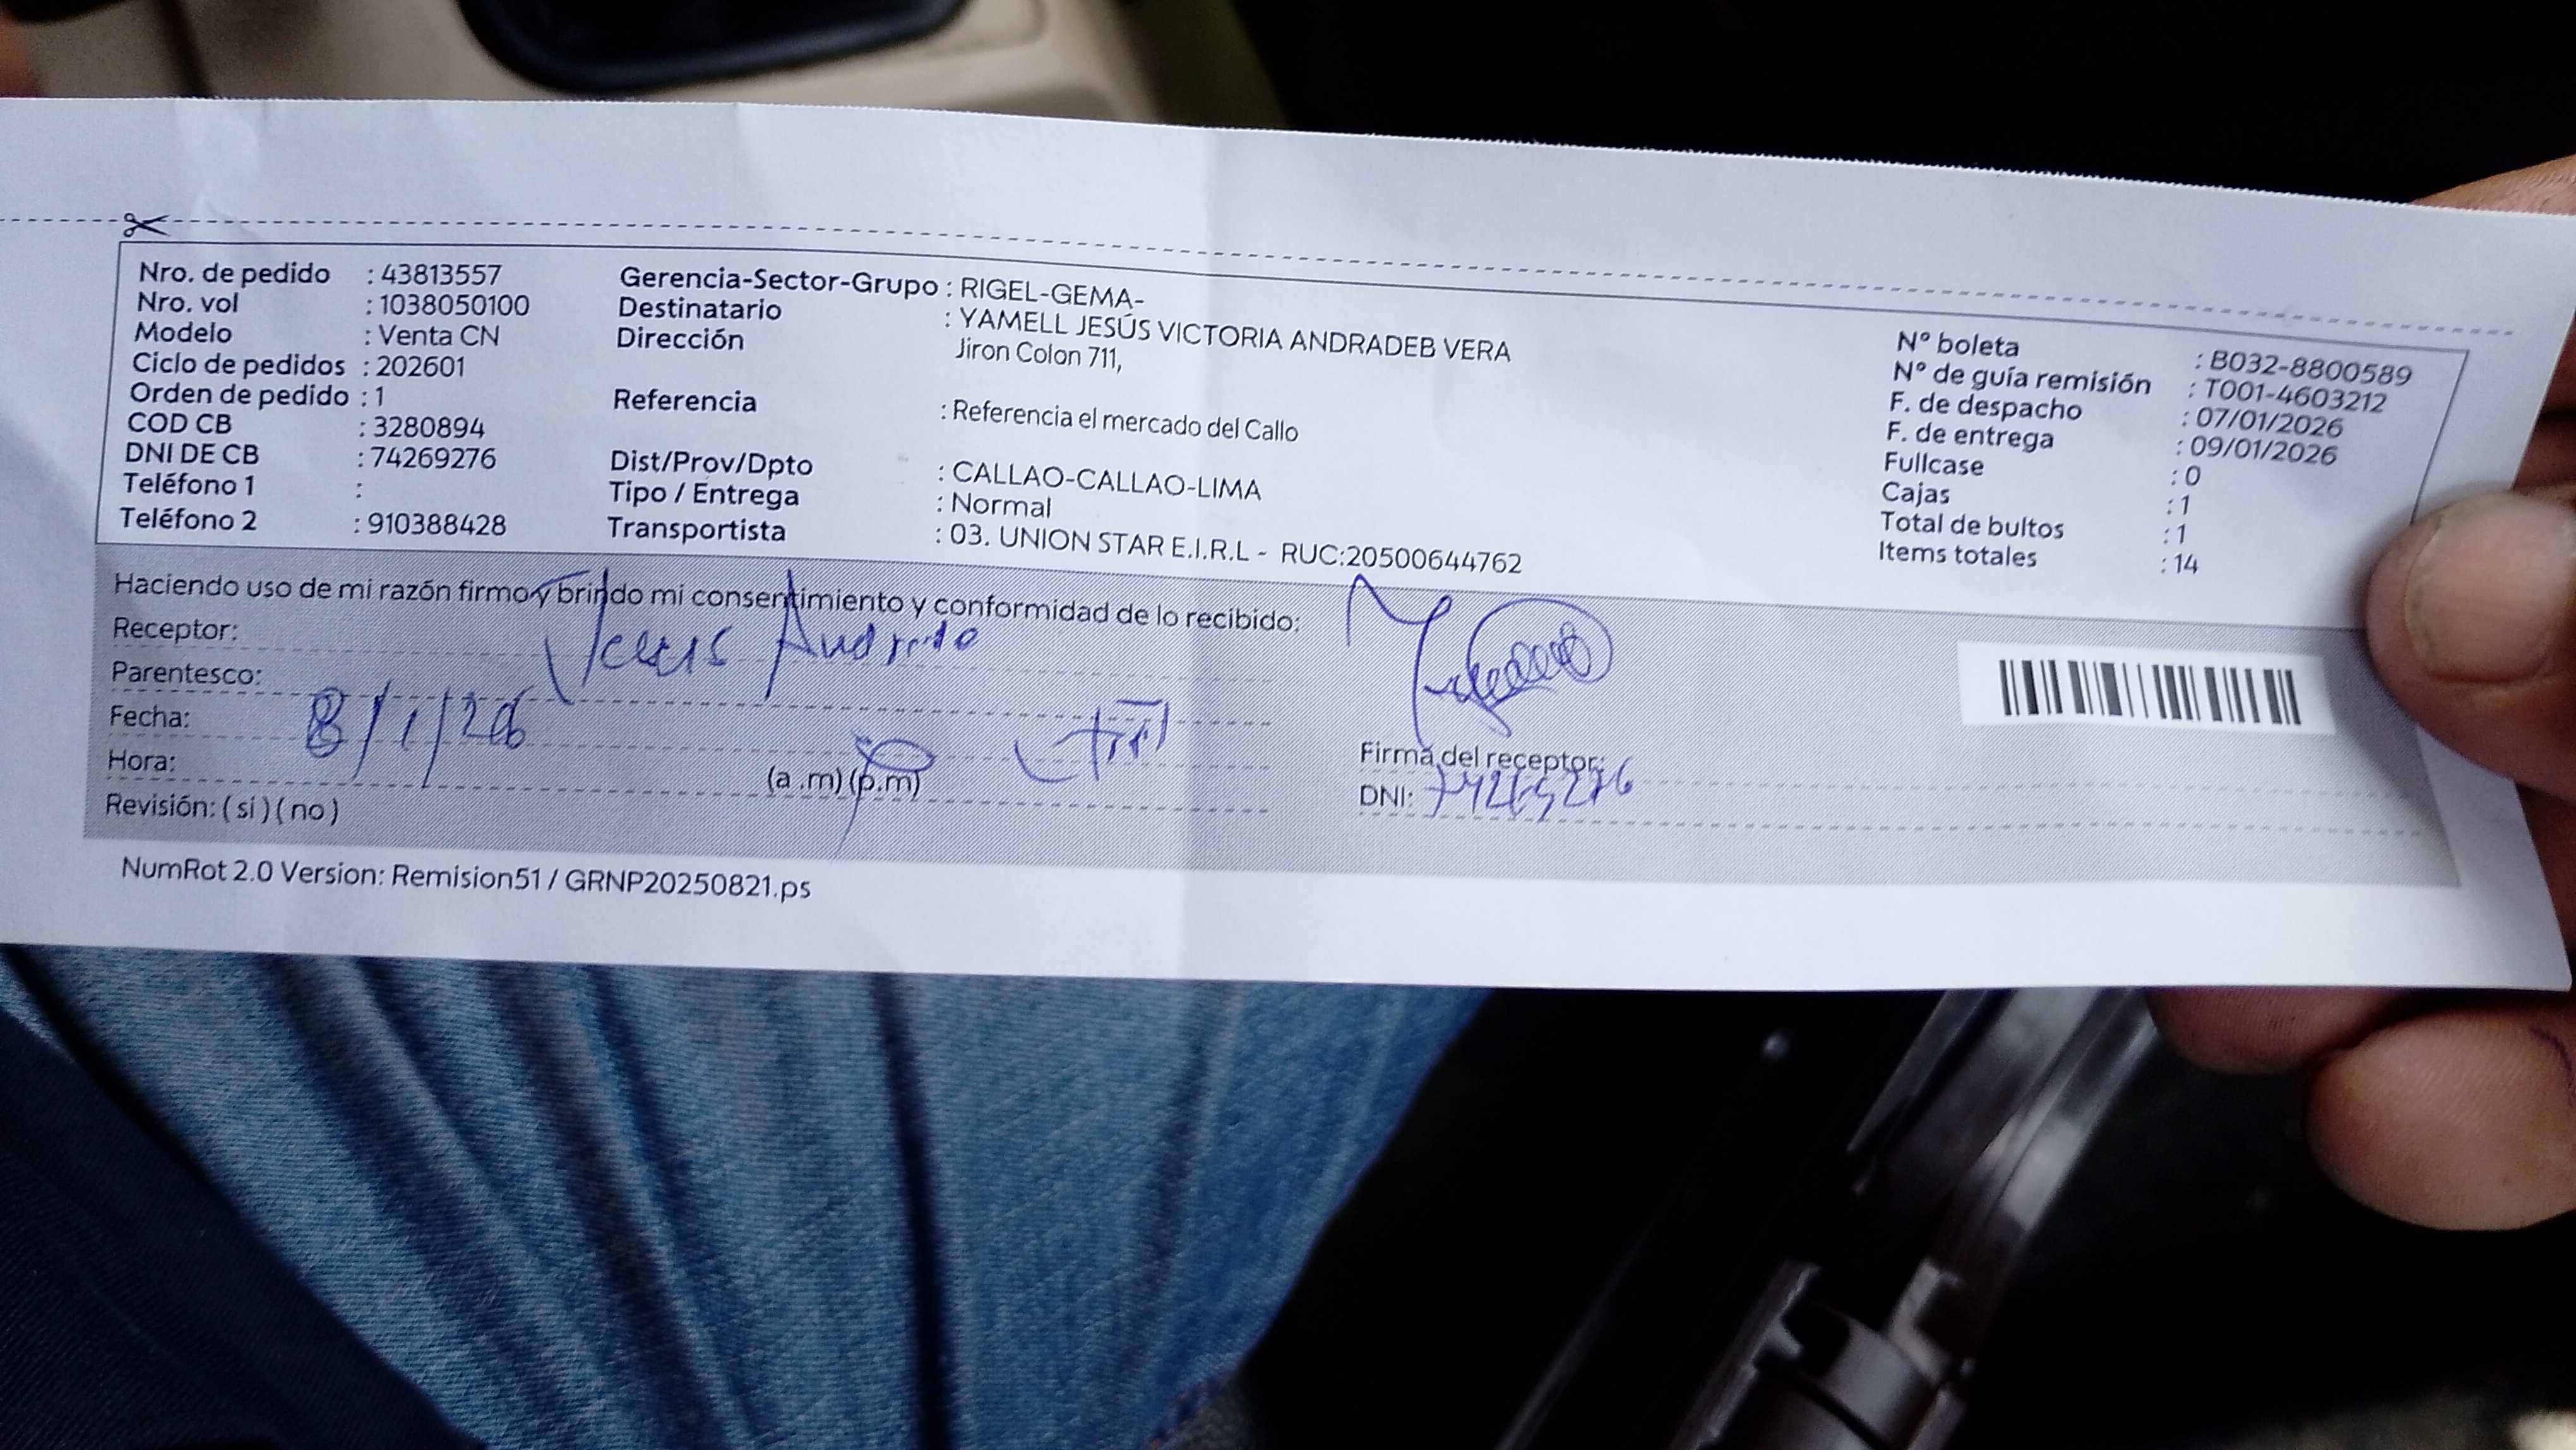 Nro. de pedido : 43813557
Nro. vol : 1038050100
Modelo : Venta CN
Ciclo de pedidos : 202601
Orden de pedido : 1
COD CB : 3280894
DNI DE CB : 74269276
Teléfono 1 :
Teléfono 2 : 910388428
Gerencia-Sector-Grupo : RIGEL-GEMA-
Destinatario : YAMELL JESÚS VICTORIA ANDRADEB VERA
Dirección Jiron Colon 711,
Referencia : Referencia el mercado del Callo
Dist/Prov/Dpto : CALLAO-CALLAO-LIMA
Tipo / Entrega : Normal
Transportista : 03. UNION STAR E.I.R.L - RUC:20500644762
N° boleta : B032-8800589
N° de guía remisión : T001-4603212
F. de despacho : 07/01/2026
F. de entrega : 09/01/2026
Fullcase : 0
Cajas : 1
Total de bultos : 1
Items totales : 14
Haciendo uso de mi razón firmo y brindo mi consentimiento y conformidad de lo recibido:
Receptor: Jesus Andrade
Parentesco:
Fecha: 8/1/26
Hora: (a .m) (p.m)
Revisión: ( si ) ( no )
Firma del receptor:
DNI: 74269276
NumRot 2.0 Version: Remision51 / GRNP20250821.ps